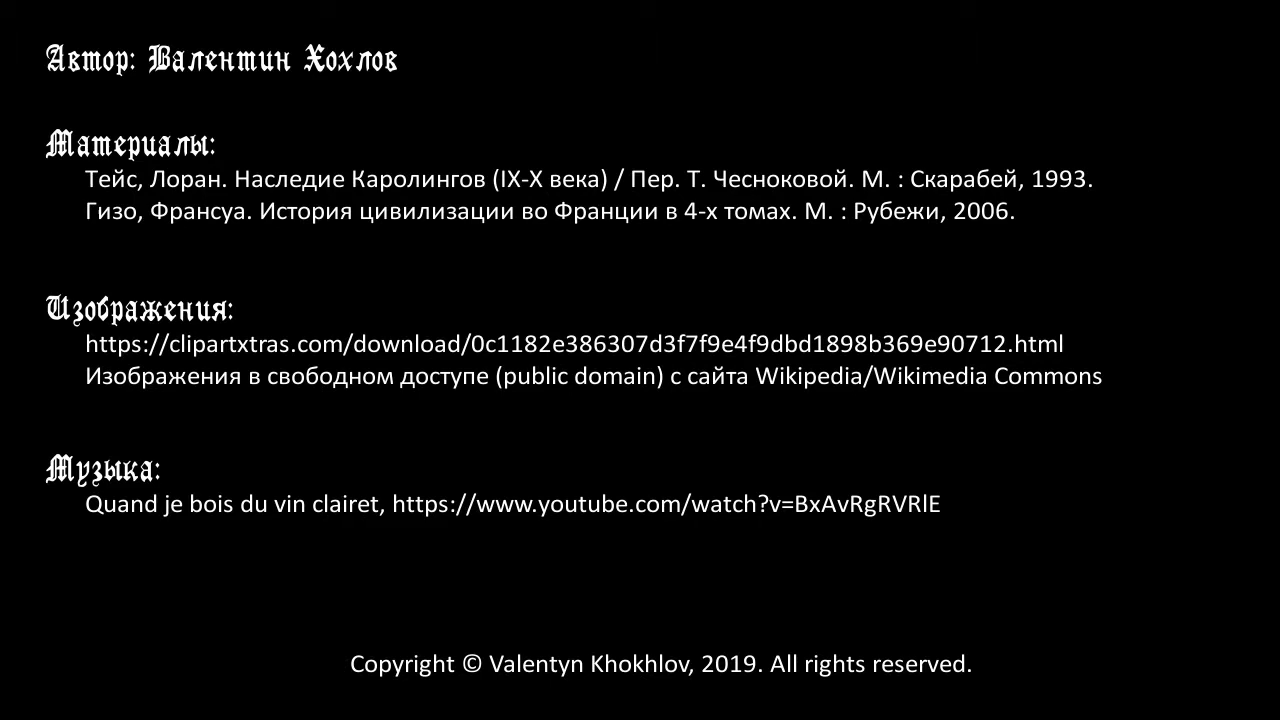 Автор: Валентин Хохлов
Материалы:
Тейс, Лоран. Наследие Каролингов (IX-X века) / Пер. Т. Чесноковой. М. : Скарабей, 1993.
Гизо, Франсуа. История цивилизации во Франции в 4-х томах. М. : Рубежи, 2006.
Изображения:
https://clipartxtras.com/download/0c1182e386307d3f7f9e4f9dbd1898b369e90712.html
Изображения в свободном доступе (public domain) с сайта Wikipedia/Wikimedia Commons
Музыка:
Quand je bois du vin clairet, https://www.youtube.com/watch?v=BxAvRgRVRlE
Copyright © Valentyn Khokhlov, 2019. All rights reserved.